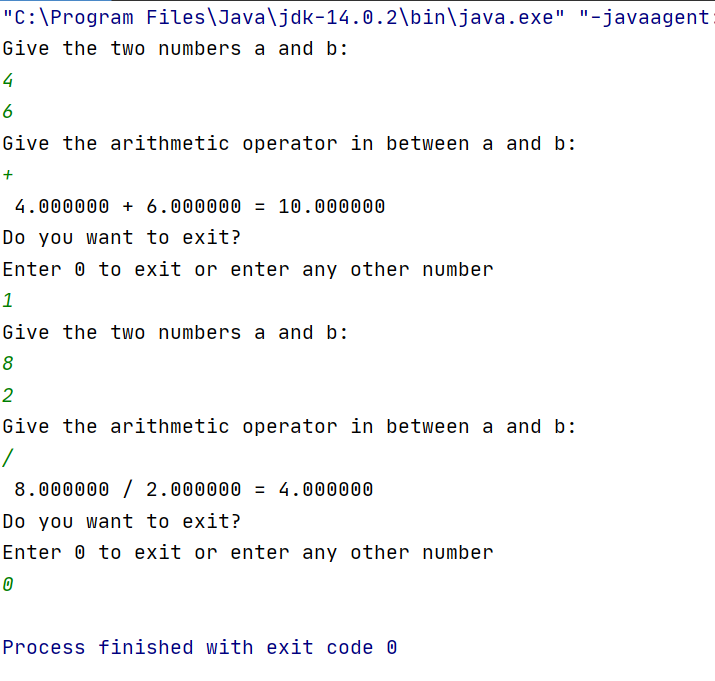 "C:\Program Files\Java\jdk-14.0.2\bin\java.exe" "-javaagent:
Give the two numbers a and b:
4
6
Give the arithmetic operator in between a and b:
+
 4.000000 + 6.000000 = 10.000000
Do you want to exit?
Enter 0 to exit or enter any other number
1
Give the two numbers a and b:
8
2
Give the arithmetic operator in between a and b:
/
 8.000000 / 2.000000 = 4.000000
Do you want to exit?
Enter 0 to exit or enter any other number
0
Process finished with exit code 0